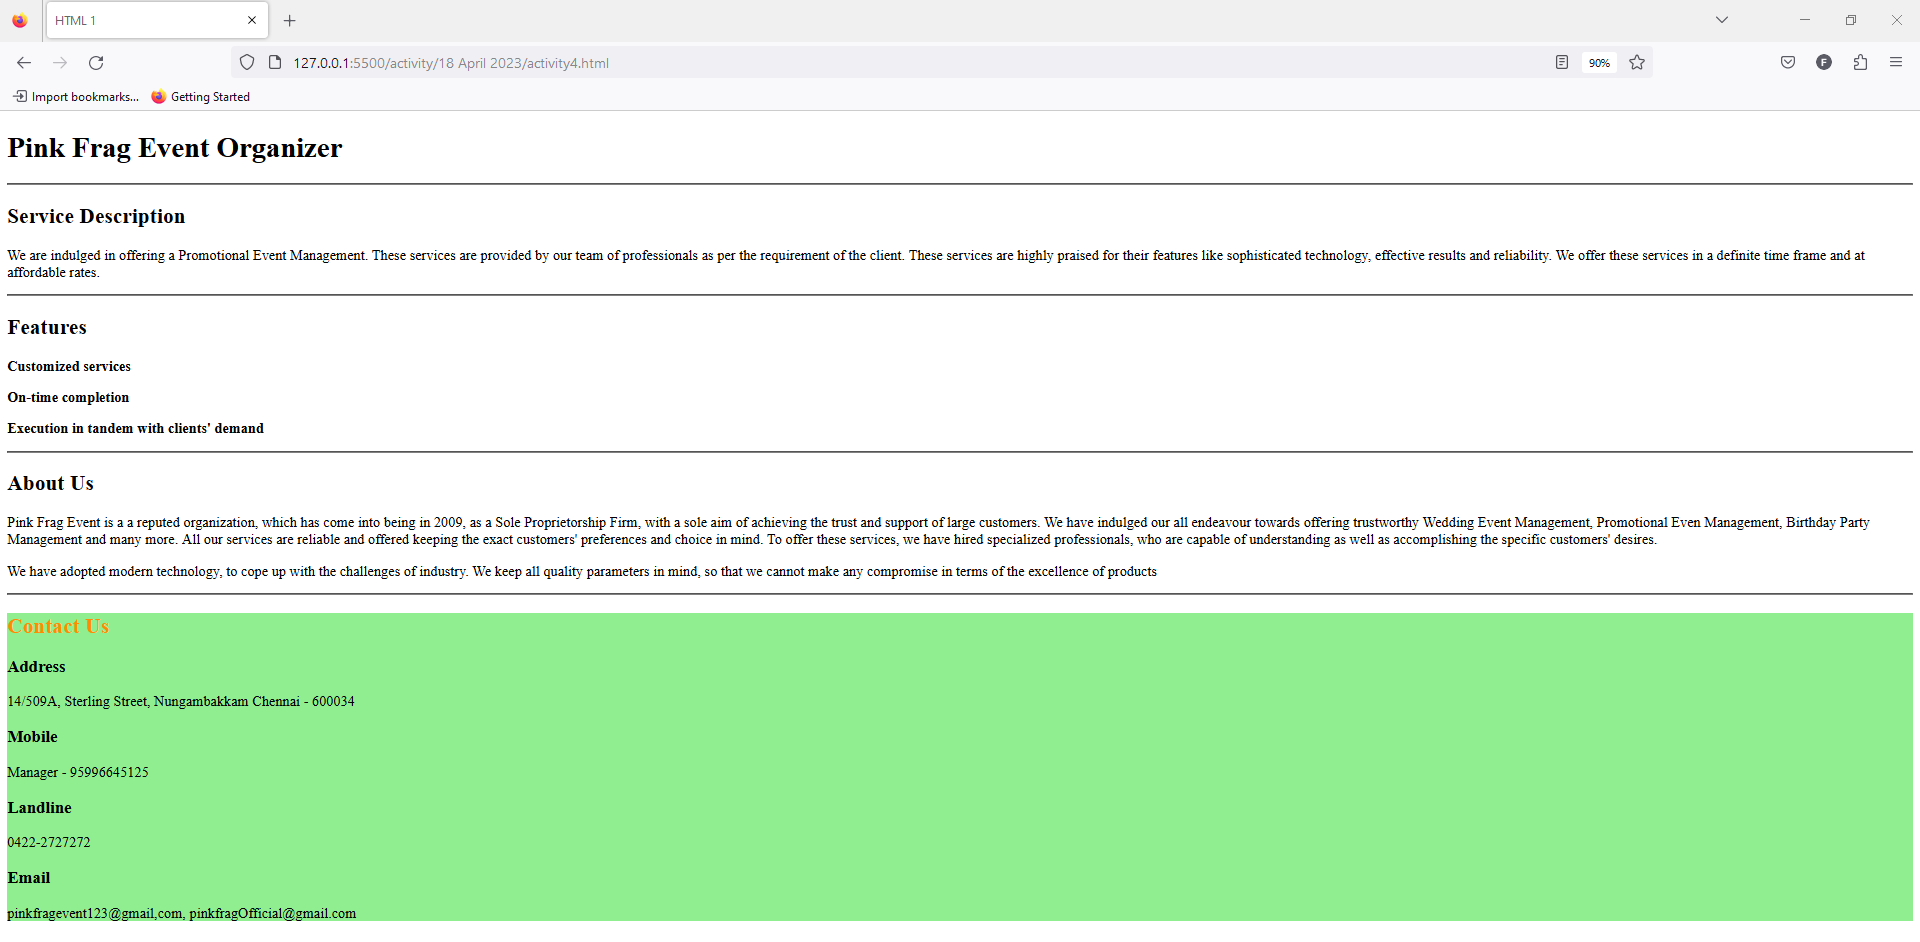 HTML 1
127.0.0.1:5500/activity/18 April 2023/activity4.html
90%
F
Import bookmarks...
Getting Started
Pink Frag Event Organizer
Service Description
We are indulged in offering a Promotional Event Management. These services are provided by our team of professionals as per the requirement of the client. These services are highly praised for their features like sophisticated technology, effective results and reliability. We offer these services in a definite time frame and at
affordable rates.
Features
Customized services
On-time completion
Execution in tandem with clients' demand
About Us
Pink Frag Event is a a reputed organization, which has come into being in 2009, as a Sole Proprietorship Firm, with a sole aim of achieving the trust and support of large customers. We have indulged our all endeavour towards offering trustworthy Wedding Event Management, Promotional Even Management, Birthday Party
Management and many more. All our services are reliable and offered keeping the exact customers' preferences and choice in mind. To offer these services, we have hired specialized professionals, who are capable of understanding as well as accomplishing the specific customers' desires.
We have adopted modern technology, to cope up with the challenges of industry. We keep all quality parameters in mind, so that we cannot make any compromise in terms of the excellence of products
Contact Us
Address
14/509A, Sterling Street, Nungambakkam Chennai - 600034
Mobile
Manager - 95996645125
Landline
0422-2727272
Email
pinkfragevent123@gmail,com, pinkfragOfficial@gmail.com